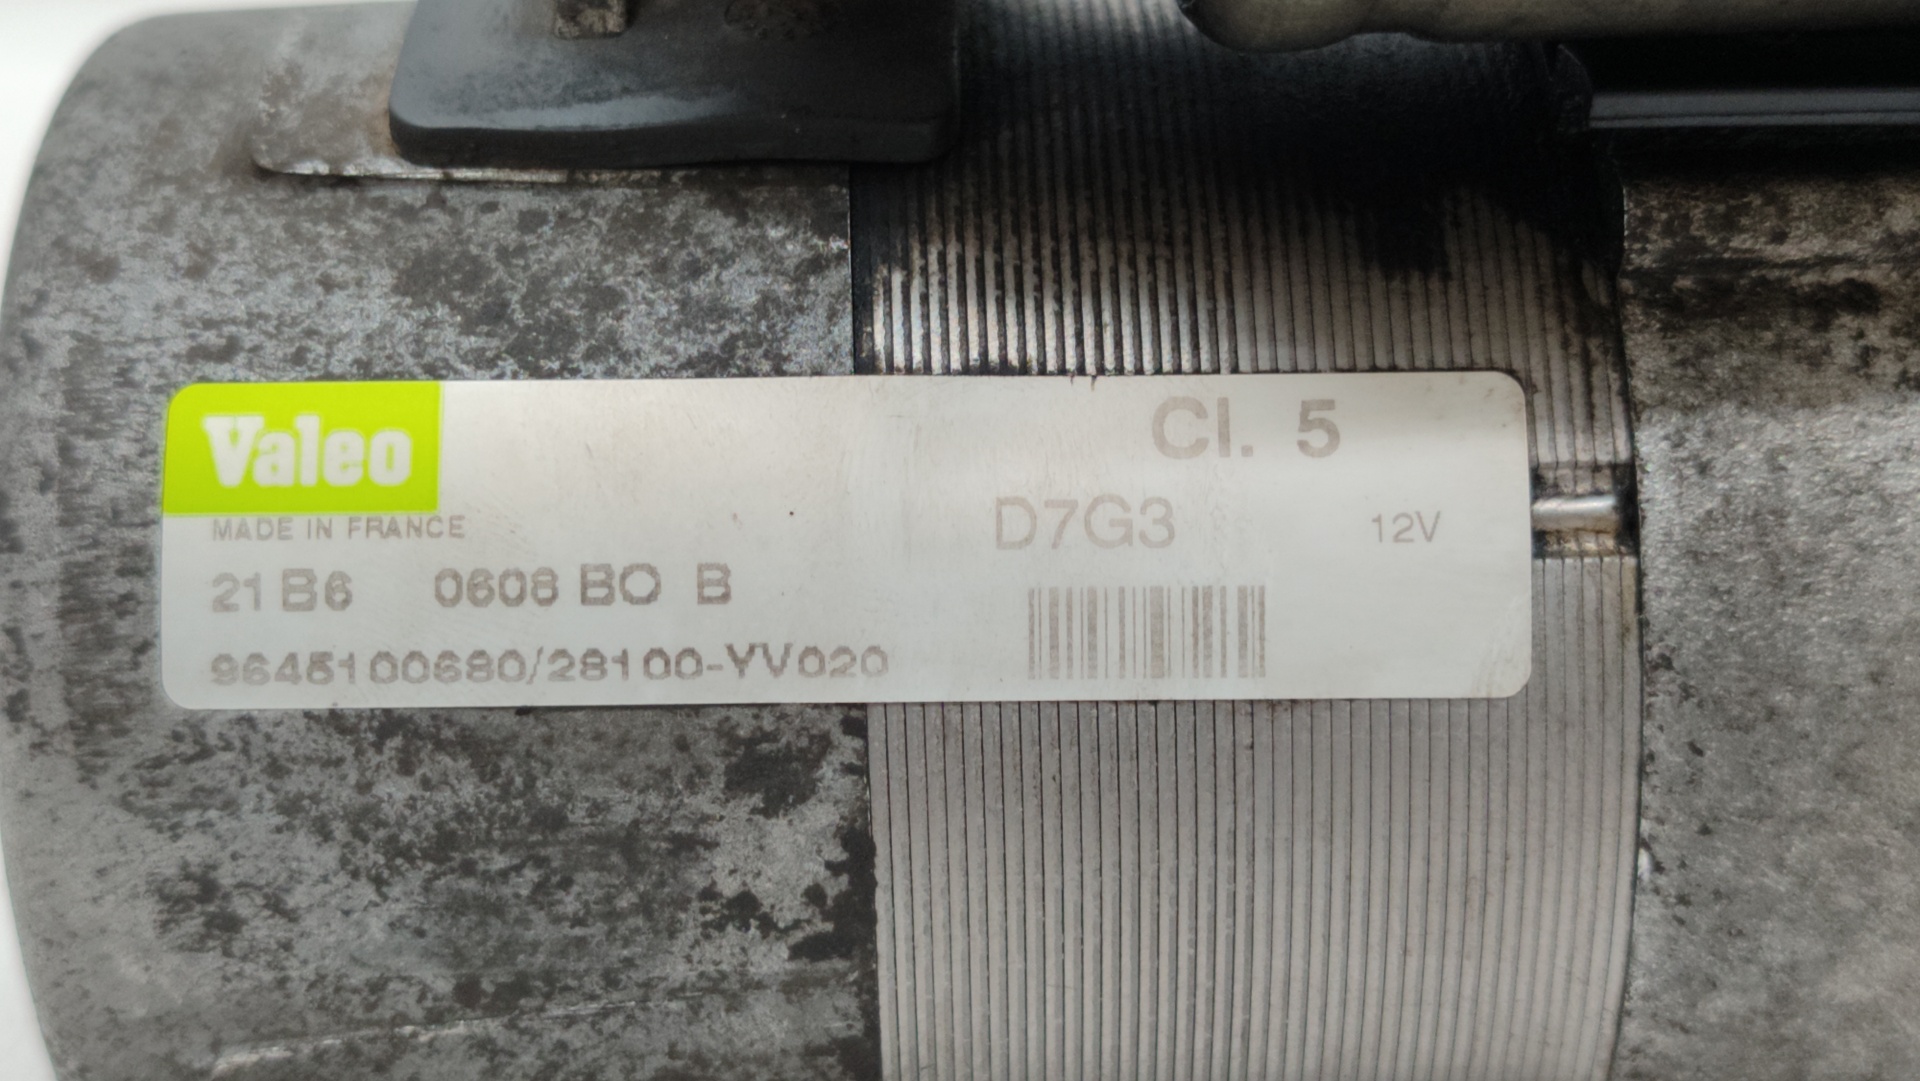 Valeo
Cl. 5
MADE IN FRANCE
D7G3
12V
21 B6 0608 BO B
9645100680/28100-YV020